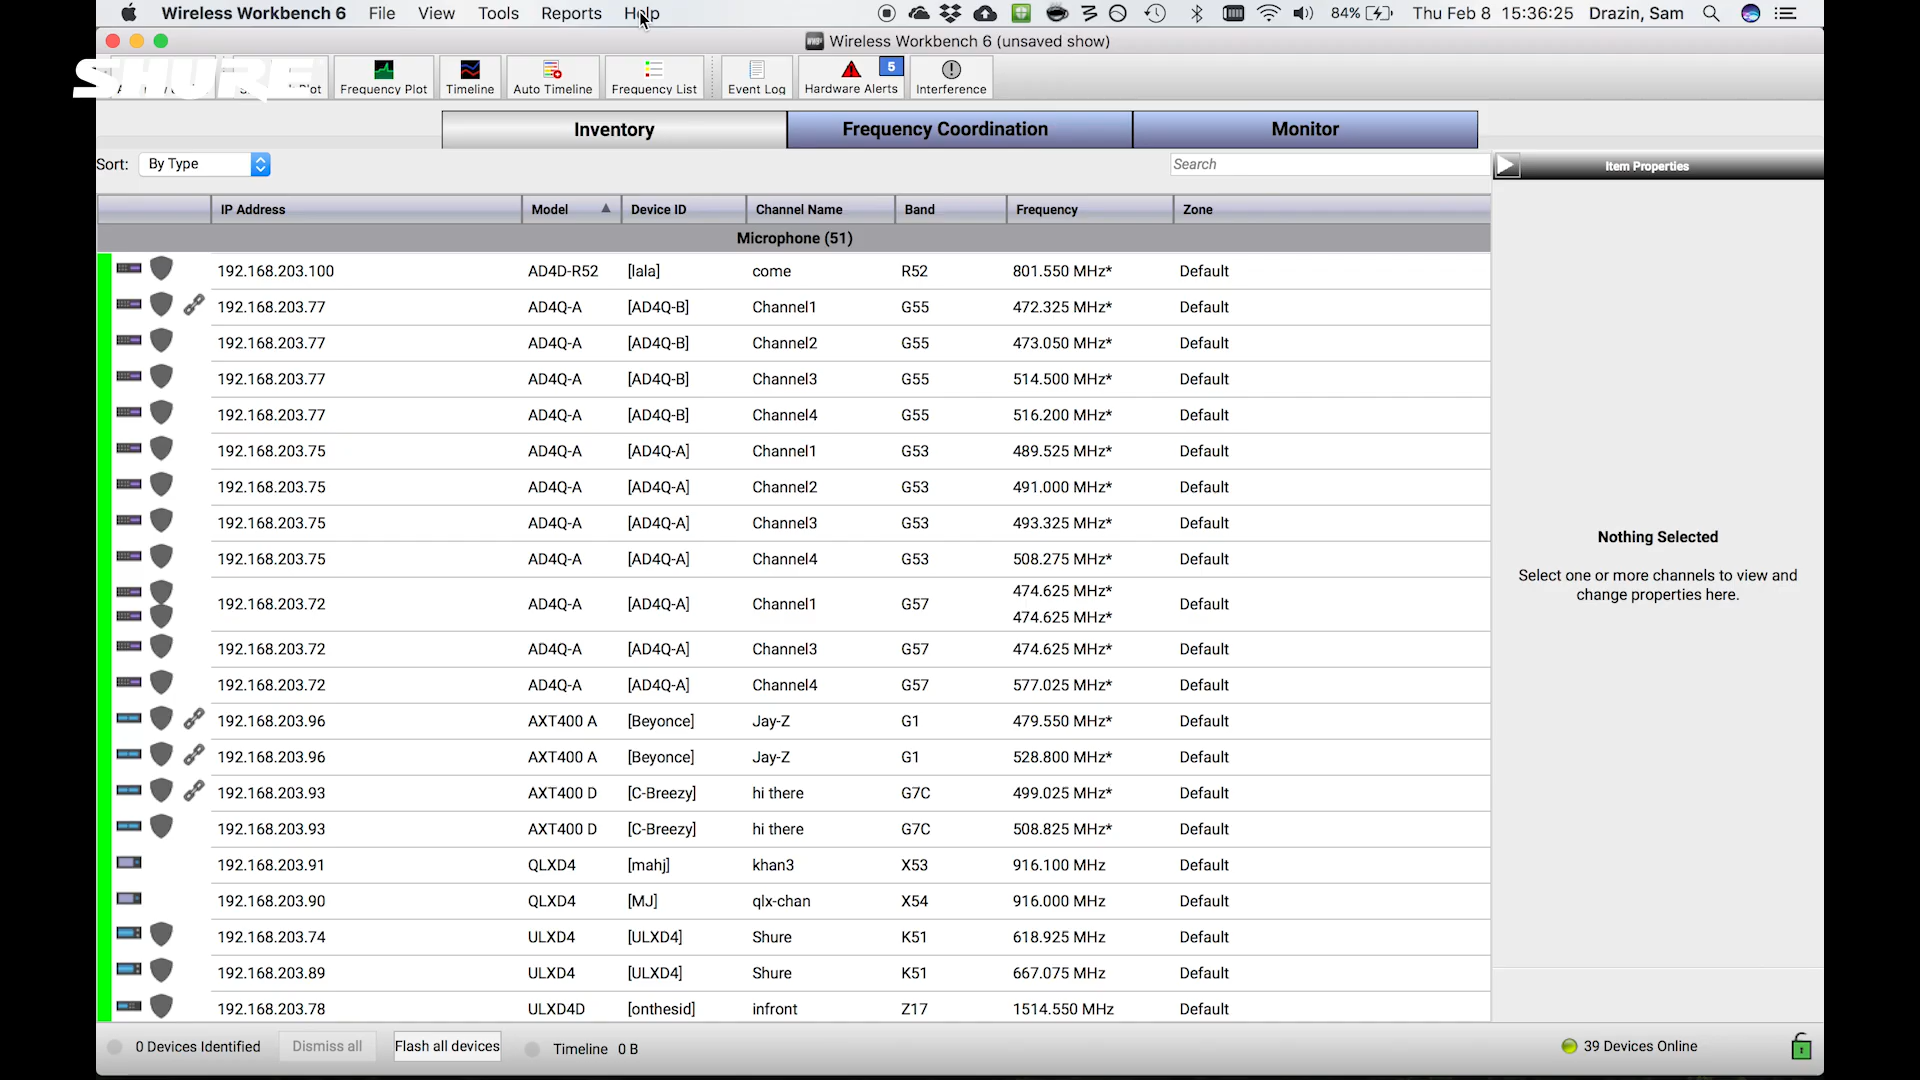 Wireless Workbench 6 File View Tools Reports Help 84% Thu Feb 8 15:36:25 Drazin, Sam
Wireless Workbench 6 (unsaved show)
SHURE
Plot Frequency Plot Timeline Auto Timeline Frequency List Event Log Hardware Alerts 5 Interference
Inventory Frequency Coordination Monitor
Sort: By Type Search Item Properties
IP Address Model Device ID Channel Name Band Frequency Zone
Microphone (51)
192.168.203.100 AD4D-R52 [lala] come R52 801.550 MHz* Default
192.168.203.77 AD4Q-A [AD4Q-B] Channel1 G55 472.325 MHz* Default
192.168.203.77 AD4Q-A [AD4Q-B] Channel2 G55 473.050 MHz* Default
192.168.203.77 AD4Q-A [AD4Q-B] Channel3 G55 514.500 MHz* Default
192.168.203.77 AD4Q-A [AD4Q-B] Channel4 G55 516.200 MHz* Default
192.168.203.75 AD4Q-A [AD4Q-A] Channel1 G53 489.525 MHz* Default
192.168.203.75 AD4Q-A [AD4Q-A] Channel2 G53 491.000 MHz* Default
192.168.203.75 AD4Q-A [AD4Q-A] Channel3 G53 493.325 MHz* Default
192.168.203.75 AD4Q-A [AD4Q-A] Channel4 G53 508.275 MHz* Default
192.168.203.72 AD4Q-A [AD4Q-A] Channel1 G57 474.625 MHz* Default
474.625 MHz*
192.168.203.72 AD4Q-A [AD4Q-A] Channel3 G57 474.625 MHz* Default
192.168.203.72 AD4Q-A [AD4Q-A] Channel4 G57 577.025 MHz* Default
192.168.203.96 AXT400 A [Beyonce] Jay-Z G1 479.550 MHz* Default
192.168.203.96 AXT400 A [Beyonce] Jay-Z G1 528.800 MHz* Default
192.168.203.93 AXT400 D [C-Breezy] hi there G7C 499.025 MHz* Default
192.168.203.93 AXT400 D [C-Breezy] hi there G7C 508.825 MHz* Default
192.168.203.91 QLXD4 [mahj] khan3 X53 916.100 MHz Default
192.168.203.90 QLXD4 [MJ] qlx-chan X54 916.000 MHz Default
192.168.203.74 ULXD4 [ULXD4] Shure K51 618.925 MHz Default
192.168.203.89 ULXD4 [ULXD4] Shure K51 667.075 MHz Default
192.168.203.78 ULXD4D [onthesid] infront Z17 1514.550 MHz Default
Nothing Selected
Select one or more channels to view and
change properties here.
0 Devices Identified Dismiss all Flash all devices Timeline 0 B 39 Devices Online